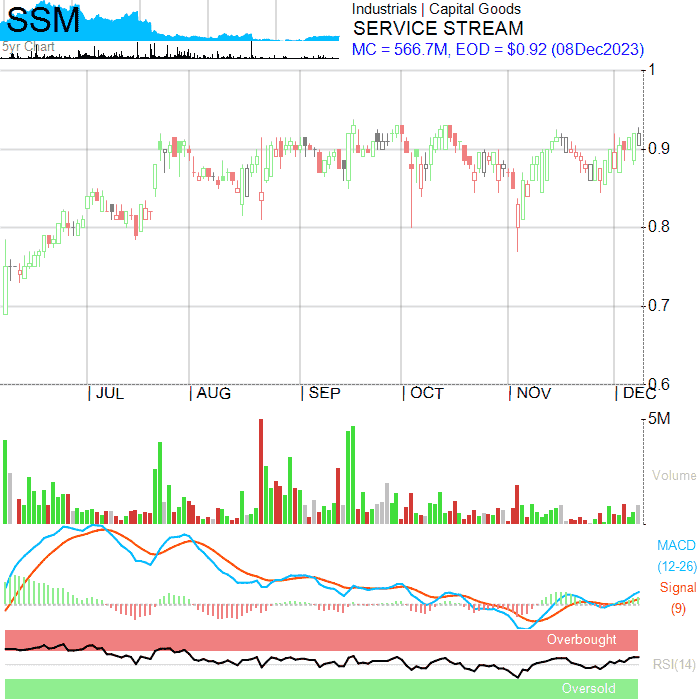 SSM
5yr Chart
Industrials | Capital Goods
SERVICE STREAM
MC = 566.7M, EOD = $0.92 (08Dec2023)
1
0.9
0.8
0.7
0.6
| JUL | AUG | SEP | OCT | NOV | DEC
5M
Volume
MACD
(12-26)
Signal
(9)
Overbought
RSI(14)
Oversold